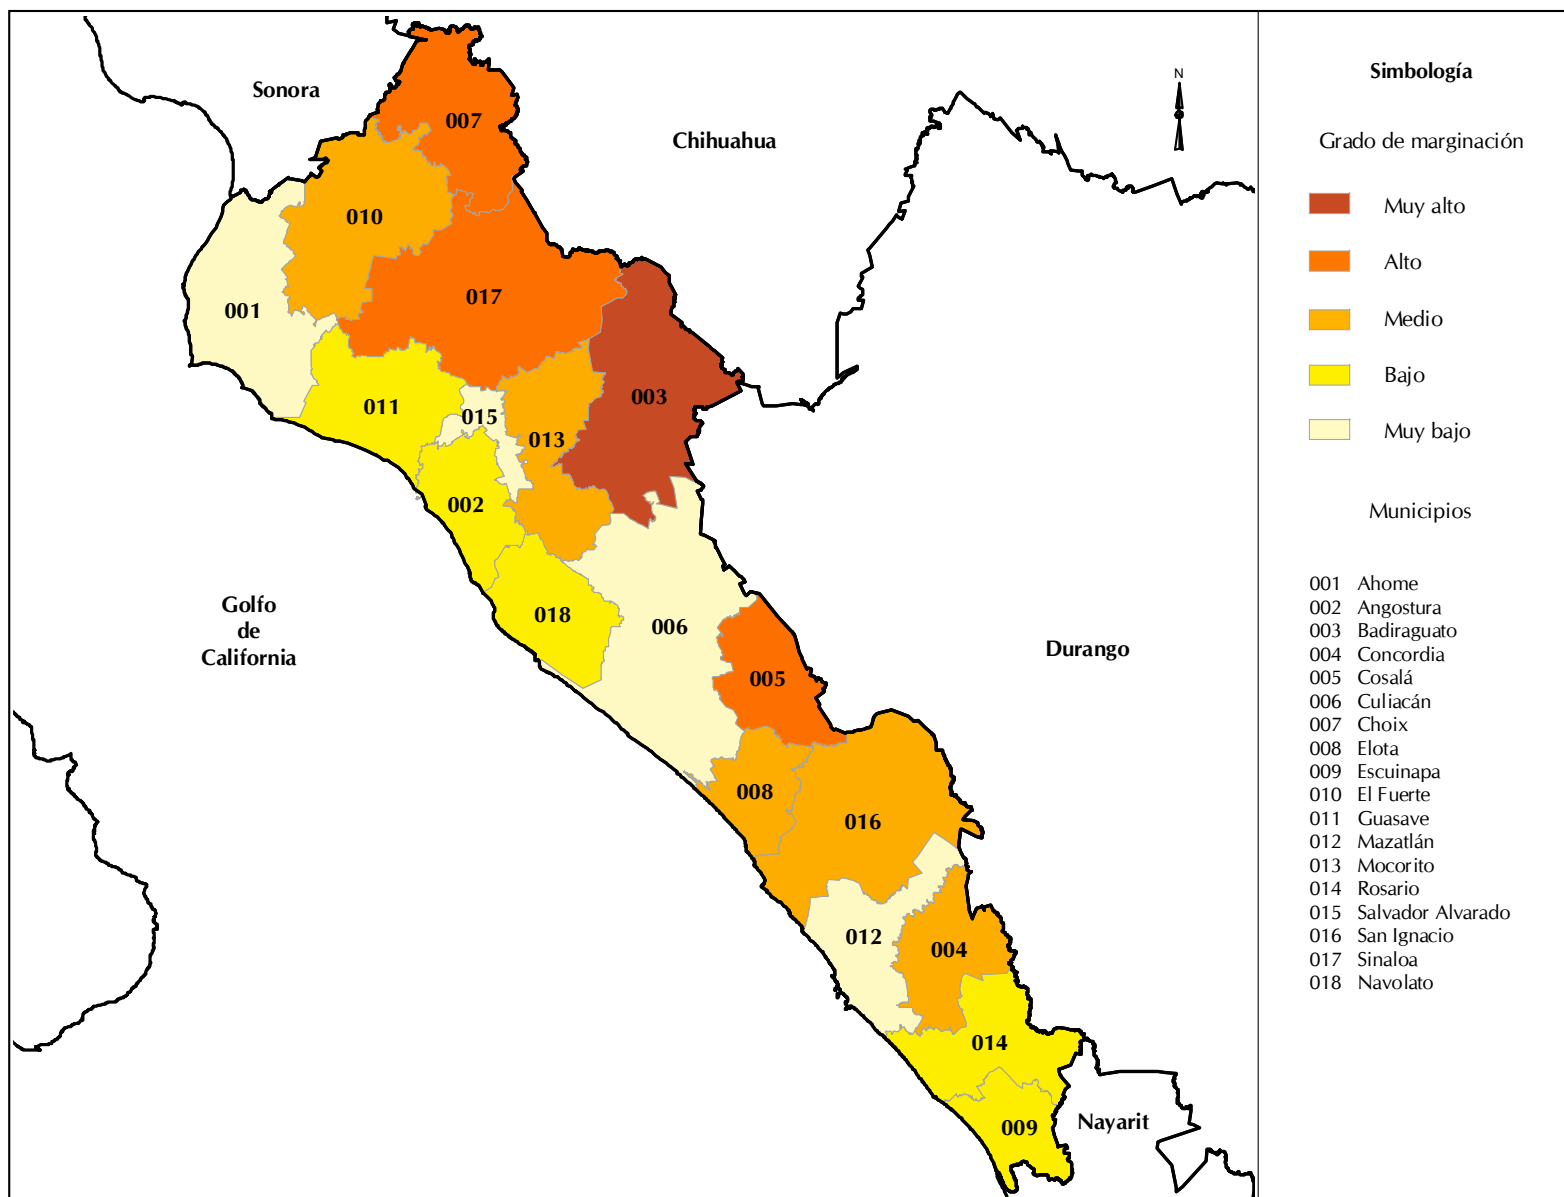 Sonora
Chihuahua
Golfo
de
California
Durango
Nayarit
007
010
001
017
011
015
013
003
002
018
006
005
008
016
012
004
014
009
N
Simbología
Grado de marginación
Muy alto
Alto
Medio
Bajo
Muy bajo
Municipios
001 Ahome
002 Angostura
003 Badiraguato
004 Concordia
005 Cosalá
006 Culiacán
007 Choix
008 Elota
009 Escuinapa
010 El Fuerte
011 Guasave
012 Mazatlán
013 Mocorito
014 Rosario
015 Salvador Alvarado
016 San Ignacio
017 Sinaloa
018 Navolato